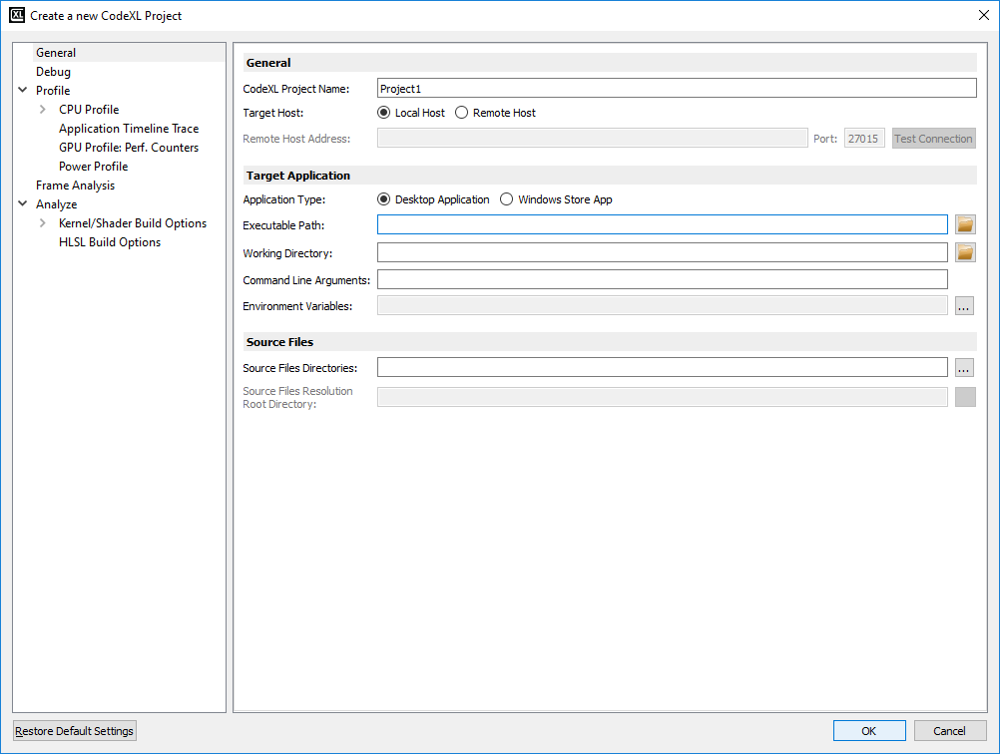 XL Create a new CodeXL Project
General
Debug
Profile
CPU Profile
Application Timeline Trace
GPU Profile: Perf. Counters
Power Profile
Frame Analysis
Analyze
Kernel/Shader Build Options
HLSL Build Options
General
CodeXL Project Name: Project1
Target Host: Local Host Remote Host
Remote Host Address: Port: 27015 Test Connection
Target Application
Application Type: Desktop Application Windows Store App
Executable Path:
Working Directory:
Command Line Arguments:
Environment Variables: ...
Source Files
Source Files Directories: ...
Source Files Resolution
Root Directory:
Restore Default Settings OK Cancel